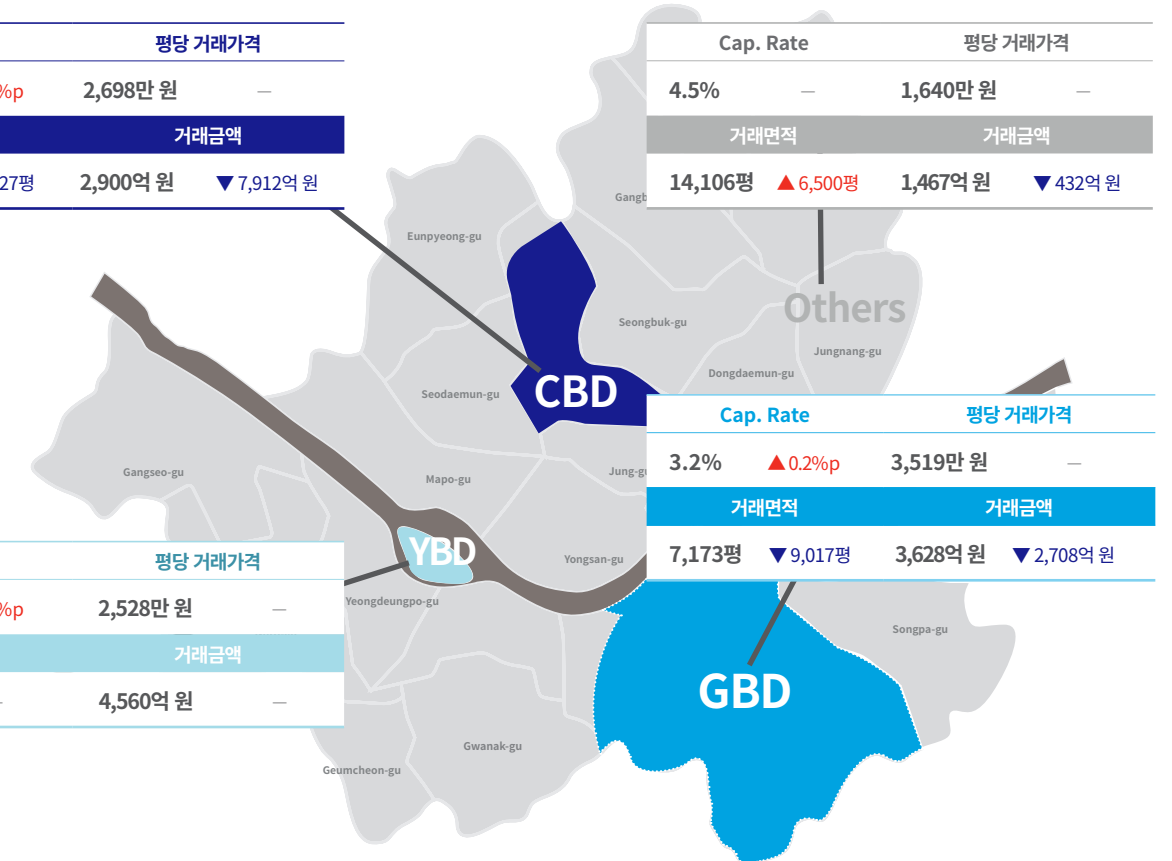 평당 거래가격
%p 2,698만 원 —
거래금액
27평 2,900억 원 ▼ 7,912억 원
Cap. Rate 평당 거래가격
4.5% — 1,640만 원 —
거래면적 거래금액
14,106평 ▲ 6,500평 1,467억 원 ▼ 432억 원
Gangb
Eunpyeong-gu
Others
Seongbuk-gu
Jungnang-gu
Dongdaemun-gu
CBD
Seodaemun-gu
Cap. Rate 평당 거래가격
3.2% ▲ 0.2%p 3,519만 원 —
거래면적 거래금액
7,173평 ▼ 9,017평 3,628억 원 ▼ 2,708억 원
Gangseo-gu
Mapo-gu
Jung-gu
YBD
Yongsan-gu
평당 거래가격
%p 2,528만 원 —
거래금액
— 4,560억 원 —
Yeongdeungpo-gu
Songpa-gu
GBD
Gwanak-gu
Geumcheon-gu